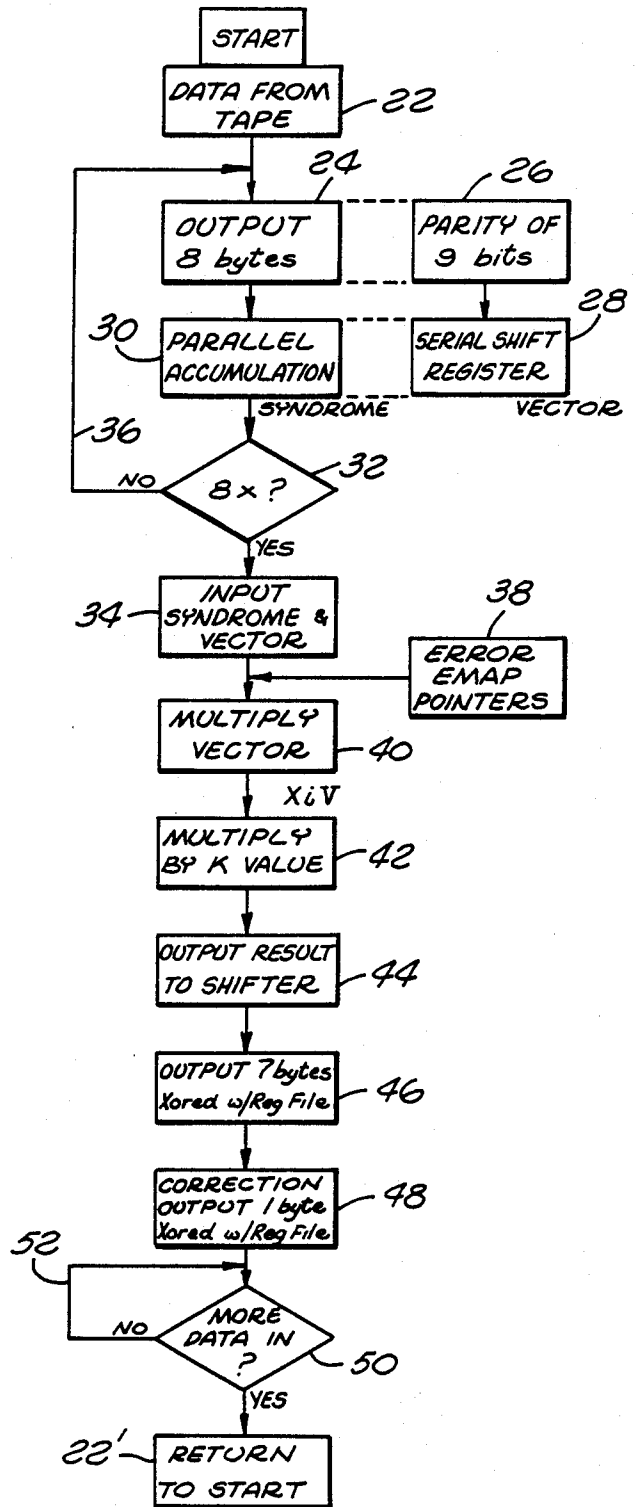 START
DATA FROM
TAPE
22
24
26
OUTPUT
8 bytes
PARITY OF
9 bits
28
30
PARALLEL
ACCUMULATION
SERIAL SHIFT
REGISTER
SYNDROME
VECTOR
36
32
NO
8x?
YES
34
INPUT
SYNDROME &
VECTOR
38
ERROR
EMAP
POINTERS
MULTIPLY
VECTOR
40
XiV
MULTIPLY
BY K VALUE
42
OUTPUT RESULT
TO SHIFTER
44
OUTPUT 7 bytes
Xored w/Reg File
46
CORRECTION
OUTPUT 1 byte
Xored w/Reg File
48
52
NO
MORE
DATA IN
?
50
YES
22'
RETURN
TO START